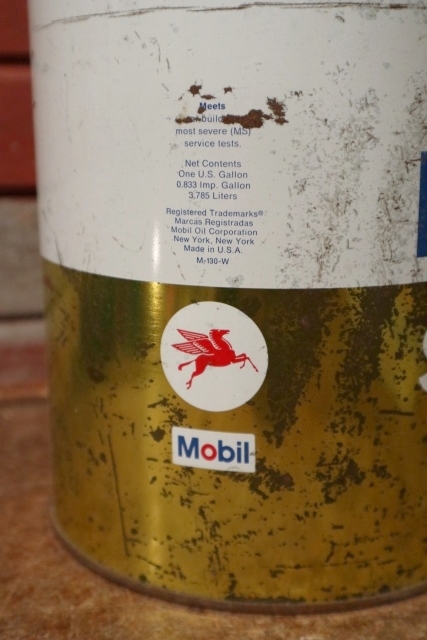 Meets
most severe (MS)
service tests.
Net Contents
One U.S. Gallon
0.833 Imp. Gallon
3.785 Liters
Registered Trademarks®
Marcas Registradas
Mobil Oil Corporation
New York, New York
Made in U.S.A.
M-130-W
Mobil